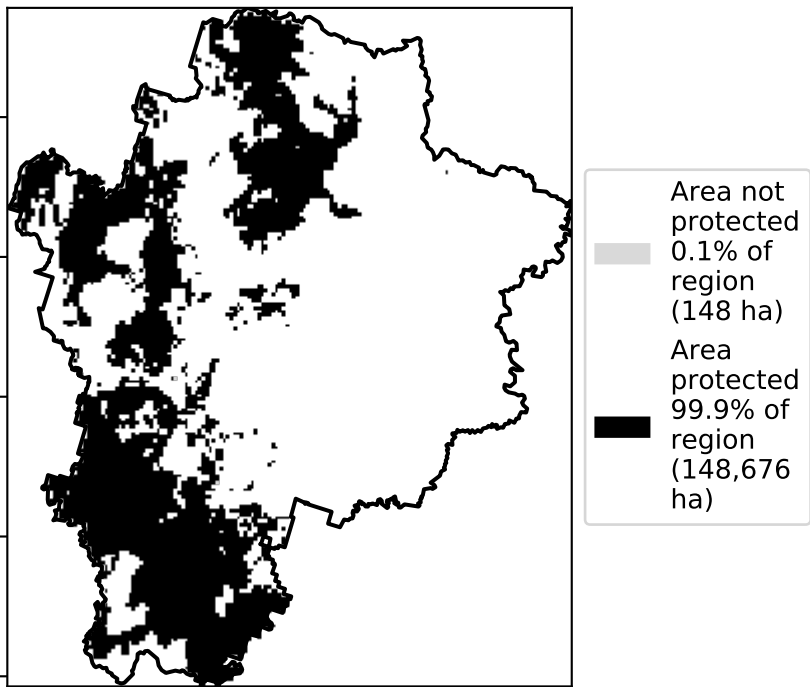 Area not
protected
0.1% of
region
(148 ha)
Area
protected
99.9% of
region
(148,676
ha)